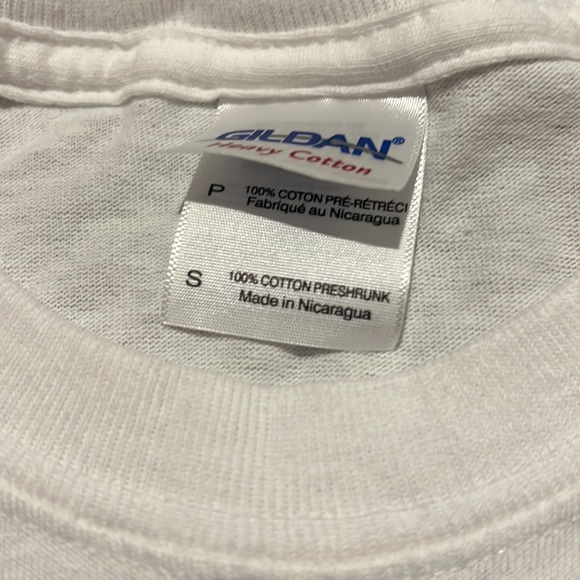 GILDAN®
Heavy Cotton
P 100% COTON PRÉ-RÉTRÉCI
Fabriqué au Nicaragua
S 100% COTTON PRESHRUNK
Made in Nicaragua